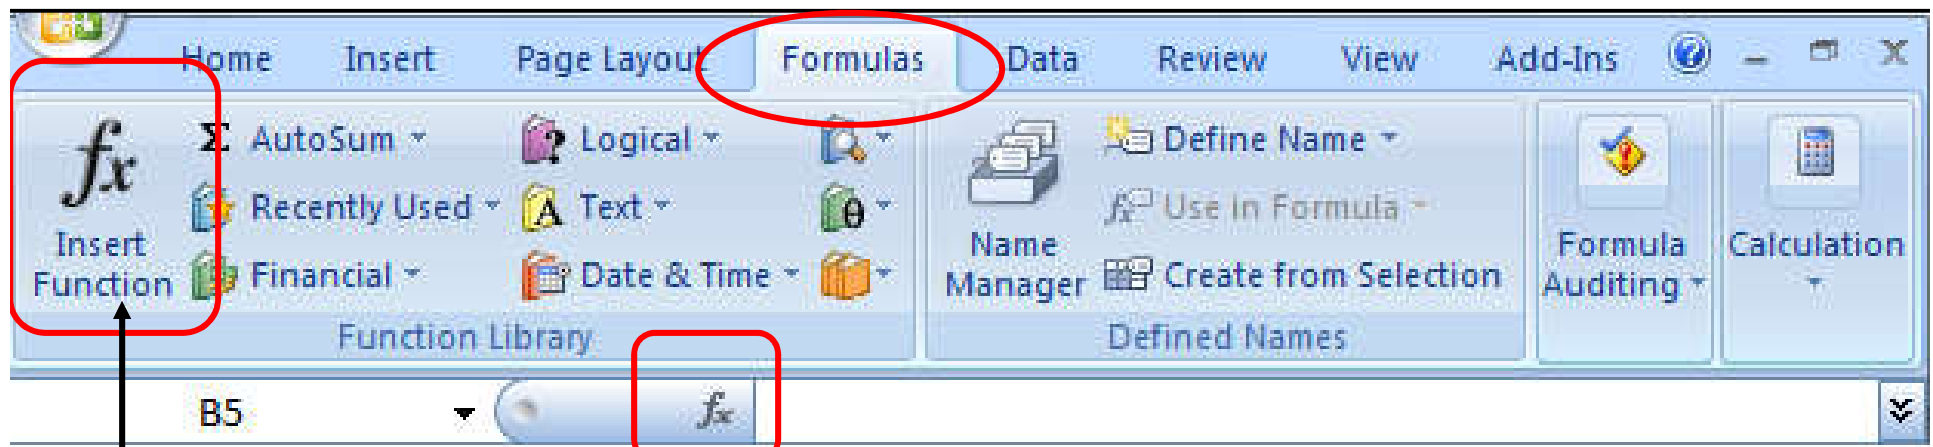 Home Insert Page Layout Formulas Data Review View Add-Ins
fx Σ AutoSum Logical Define Name
Recently Used A Text θ fx Use in Formula
Insert Function
Financial Date & Time Name Manager Create from Selection Formula Auditing Calculation
Function Library Defined Names
B5 fx